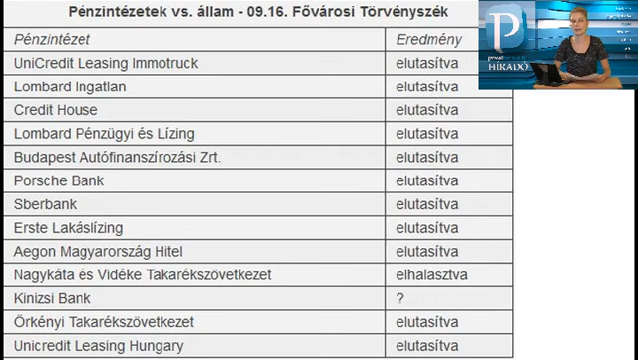 Pénzintézetek vs. állam - 09.16. Fővárosi Törvényszék
Pénzintézet Eredmény
UniCredit Leasing Immotruck elutasítva
Lombard Ingatlan elutasítva
Credit House elutasítva
Lombard Pénzügyi és Lízing elutasítva
Budapest Autófinanszírozási Zrt. elutasítva
Porsche Bank elutasítva
Sberbank elutasítva
Erste Lakáslízing elutasítva
Aegon Magyarország Hitel elutasítva
Nagykáta és Vidéke Takarékszövetkezet elhalasztva
Kinizsi Bank ?
Örkényi Takarékszövetkezet elutasítva
Unicredit Leasing Hungary elutasítva
P
HÍRADÓ